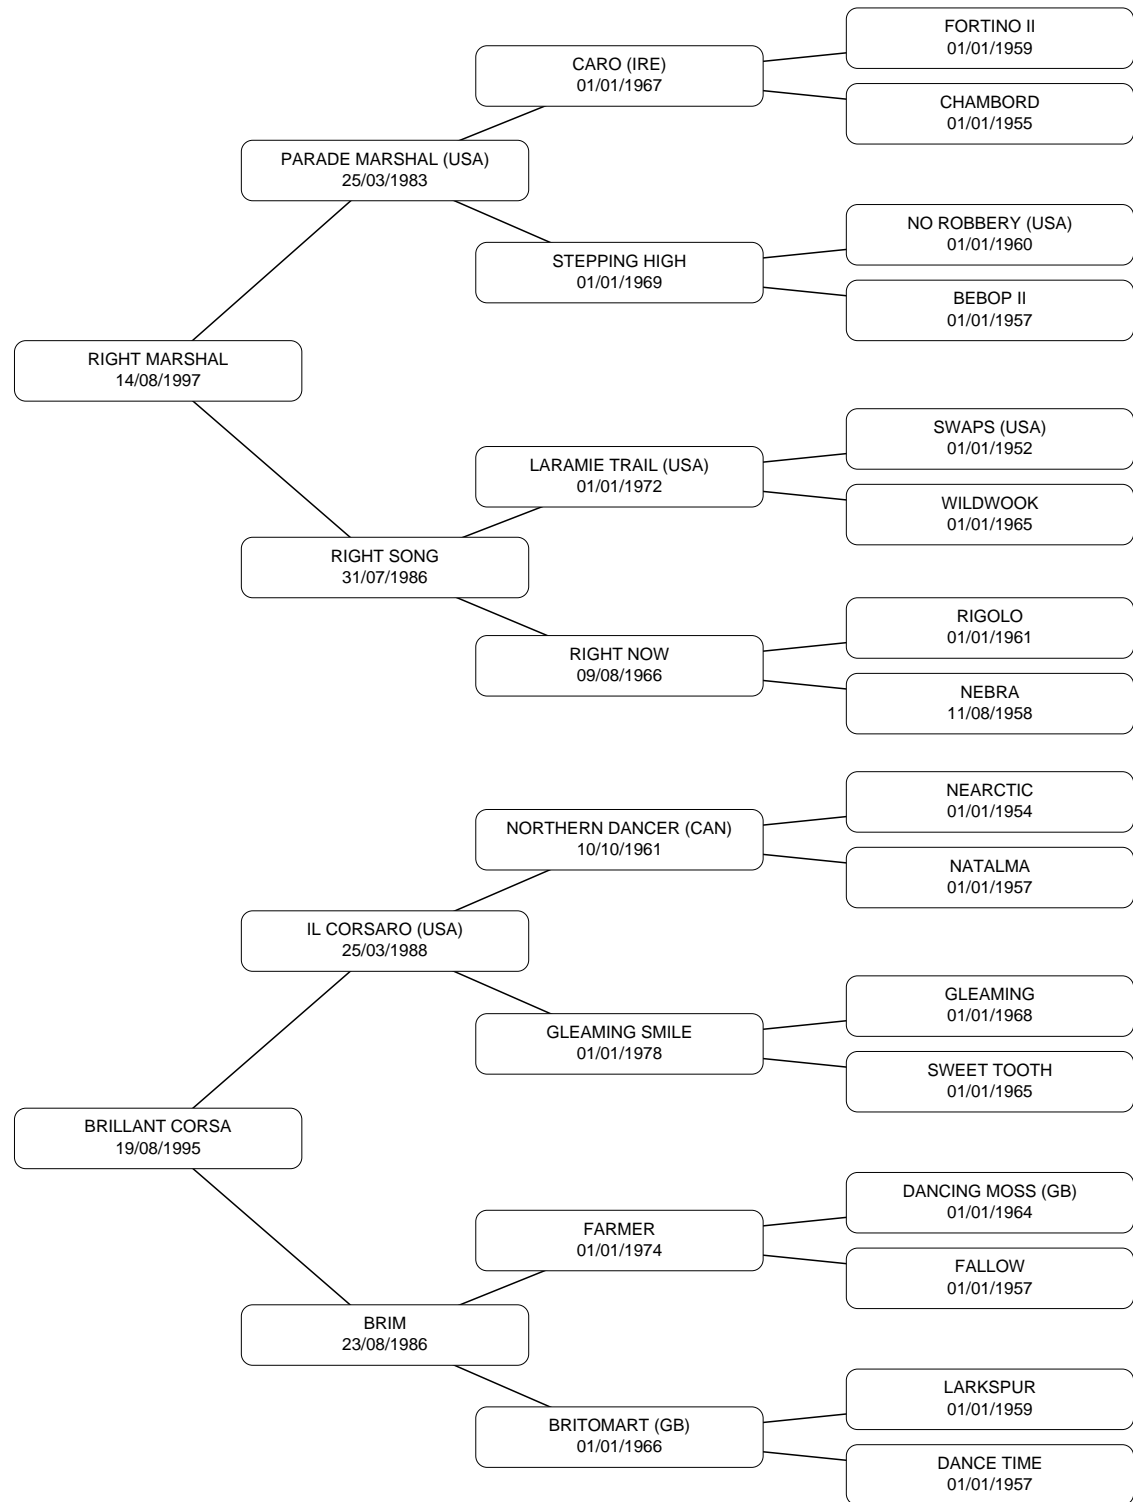 FORTINO II
01/01/1959
CARO (IRE)
01/01/1967
CHAMBORD
01/01/1955
PARADE MARSHAL (USA)
25/03/1983
NO ROBBERY (USA)
01/01/1960
STEPPING HIGH
01/01/1969
BEBOP II
01/01/1957
RIGHT MARSHAL
14/08/1997
SWAPS (USA)
01/01/1952
LARAMIE TRAIL (USA)
01/01/1972
WILDWOOK
01/01/1965
RIGHT SONG
31/07/1986
RIGOLO
01/01/1961
RIGHT NOW
09/08/1966
NEBRA
11/08/1958
NEARCTIC
01/01/1954
NORTHERN DANCER (CAN)
10/10/1961
NATALMA
01/01/1957
IL CORSARO (USA)
25/03/1988
GLEAMING
01/01/1968
GLEAMING SMILE
01/01/1978
SWEET TOOTH
01/01/1965
BRILLANT CORSA
19/08/1995
DANCING MOSS (GB)
01/01/1964
FARMER
01/01/1974
FALLOW
01/01/1957
BRIM
23/08/1986
LARKSPUR
01/01/1959
BRITOMART (GB)
01/01/1966
DANCE TIME
01/01/1957